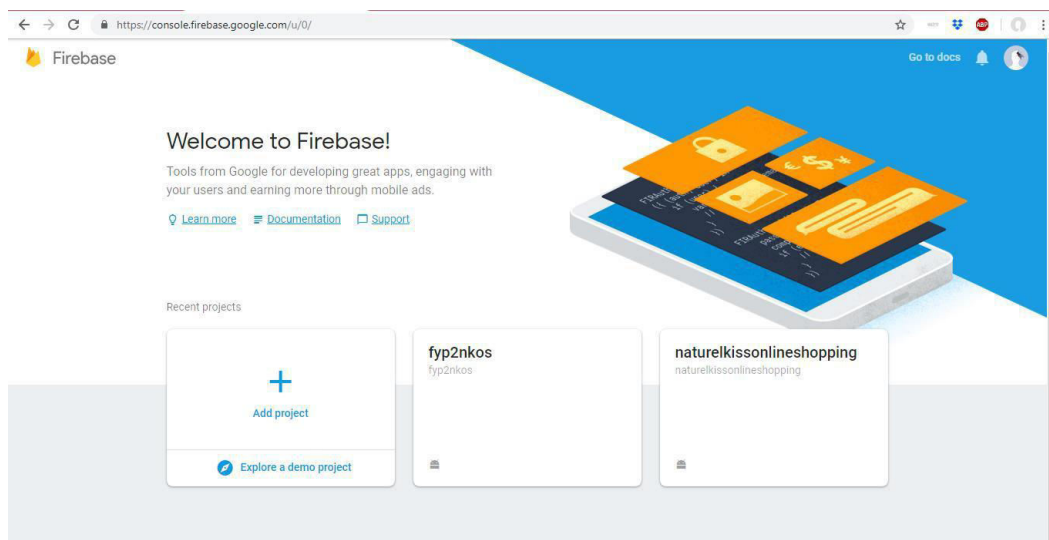 https://console.firebase.google.com/u/0/
ABP
Firebase
Go to docs
Welcome to Firebase!
Tools from Google for developing great apps, engaging with
your users and earning more through mobile ads.
Learn more Documentation Support
Recent projects
Add project
Explore a demo project
fyp2nkos
fyp2nkos
naturelkissonlineshopping
naturelkissonlineshopping